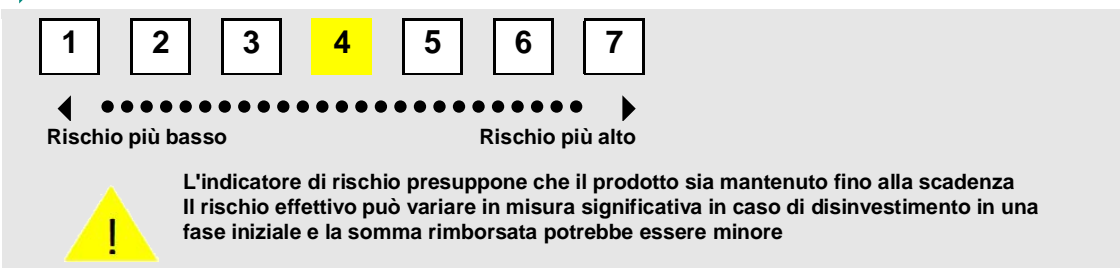 1 2 3 4 5 6 7
Rischio più basso Rischio più alto
L'indicatore di rischio presuppone che il prodotto sia mantenuto fino alla scadenza
Il rischio effettivo può variare in misura significativa in caso di disinvestimento in una
fase iniziale e la somma rimborsata potrebbe essere minore
!